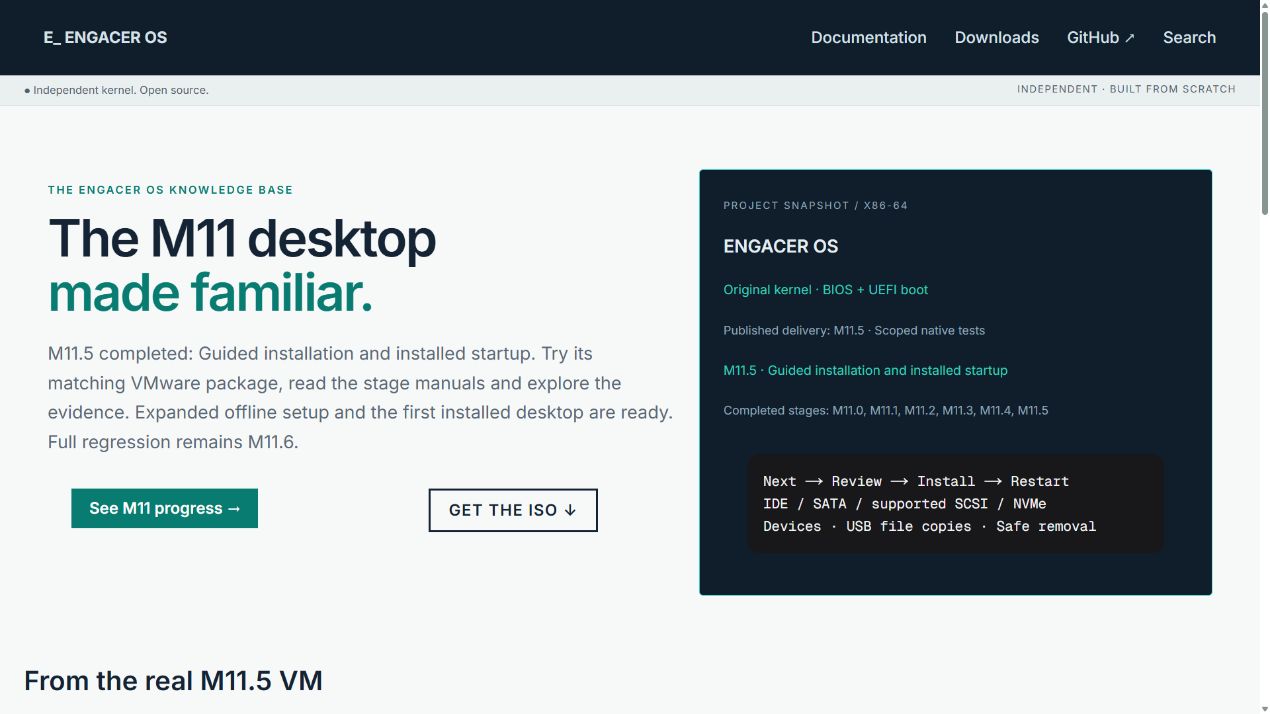 E_ ENGACER OS
Documentation
Downloads
GitHub ↗
Search
● Independent kernel. Open source.
INDEPENDENT · BUILT FROM SCRATCH
THE ENGACER OS KNOWLEDGE BASE
The M11 desktop
made familiar.
M11.5 completed: Guided installation and installed startup. Try its
matching VMware package, read the stage manuals and explore the
evidence. Expanded offline setup and the first installed desktop are ready.
Full regression remains M11.6.
See M11 progress →
GET THE ISO ↓
PROJECT SNAPSHOT / X86-64
ENGACER OS
Original kernel · BIOS + UEFI boot
Published delivery: M11.5 · Scoped native tests
M11.5 · Guided installation and installed startup
Completed stages: M11.0, M11.1, M11.2, M11.3, M11.4, M11.5
Next → Review → Install → Restart
IDE / SATA / supported SCSI / NVMe
Devices · USB file copies · Safe removal
From the real M11.5 VM